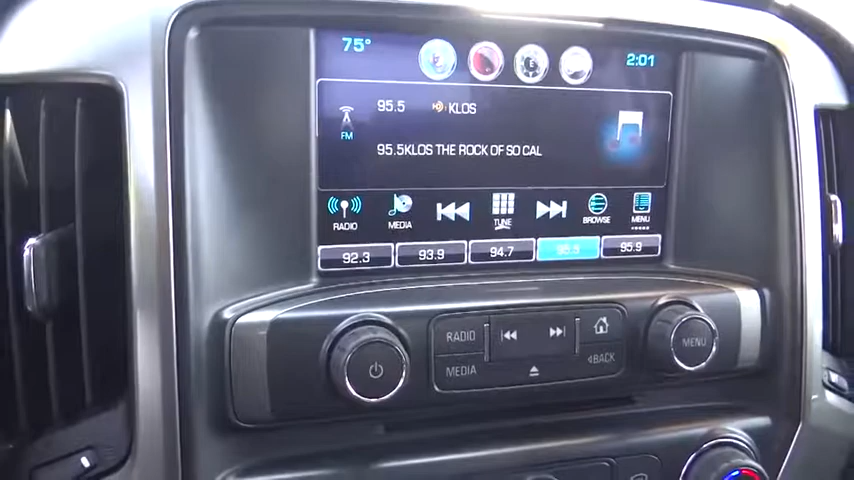 75° 2:01
95.5 KLOS
FM
95.5KLOS THE ROCK OF SO CAL
RADIO MEDIA TUNE BROWSE MENU
92.3 93.9 94.7 95.5 95.9
RADIO
MEDIA BACK
MENU